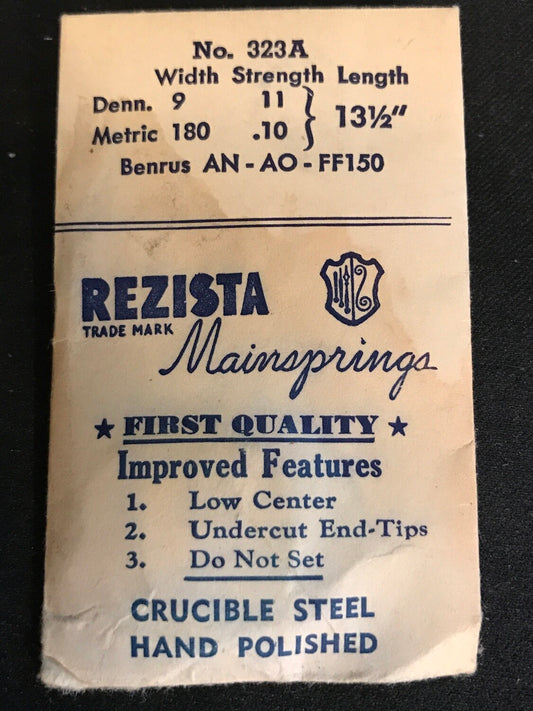 No. 323A
Width Strength Length
Denn. 9 11 13½"
Metric 180 .10
Benrus AN - AO - FF150
REZISTA
TRADE MARK
Mainsprings
★ FIRST QUALITY ★
Improved Features
1. Low Center
2. Undercut End-Tips
3. Do Not Set
CRUCIBLE STEEL
HAND POLISHED